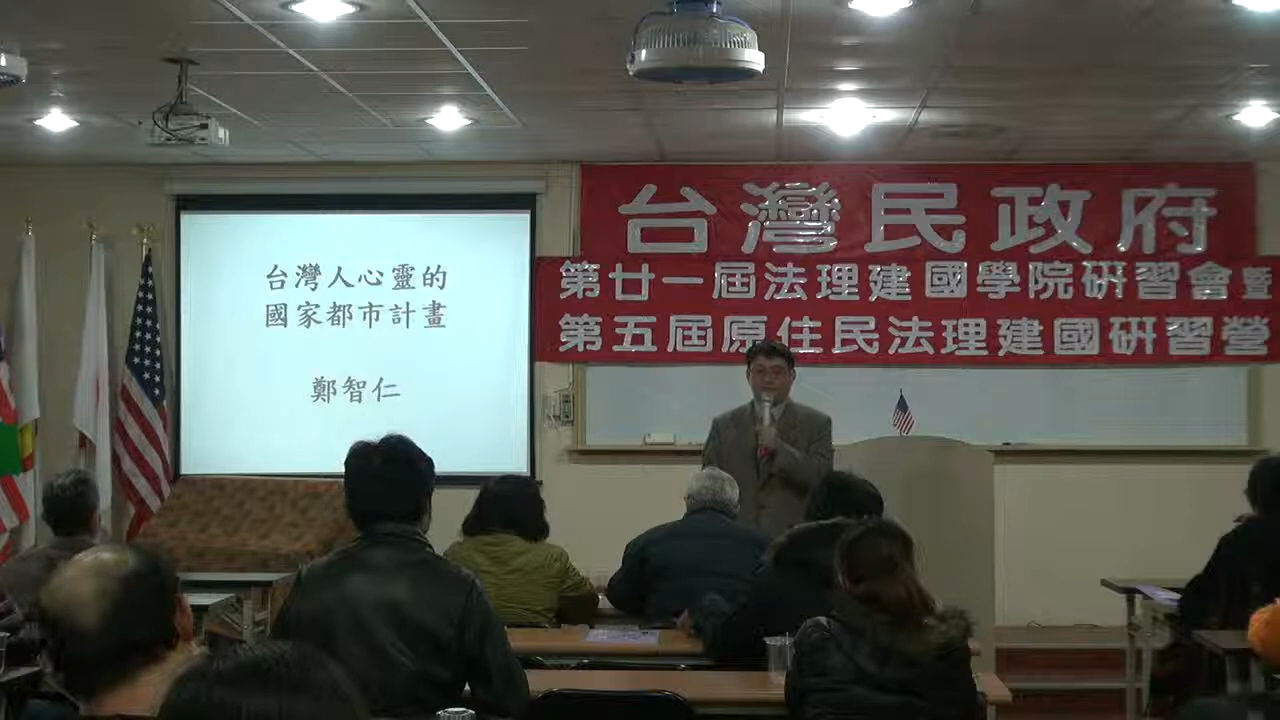 台灣人心靈的
國家都市計畫
鄭智仁
台灣民政府
第廿一屆法理建國學院研習會暨
第五屆原住民法理建國研習營